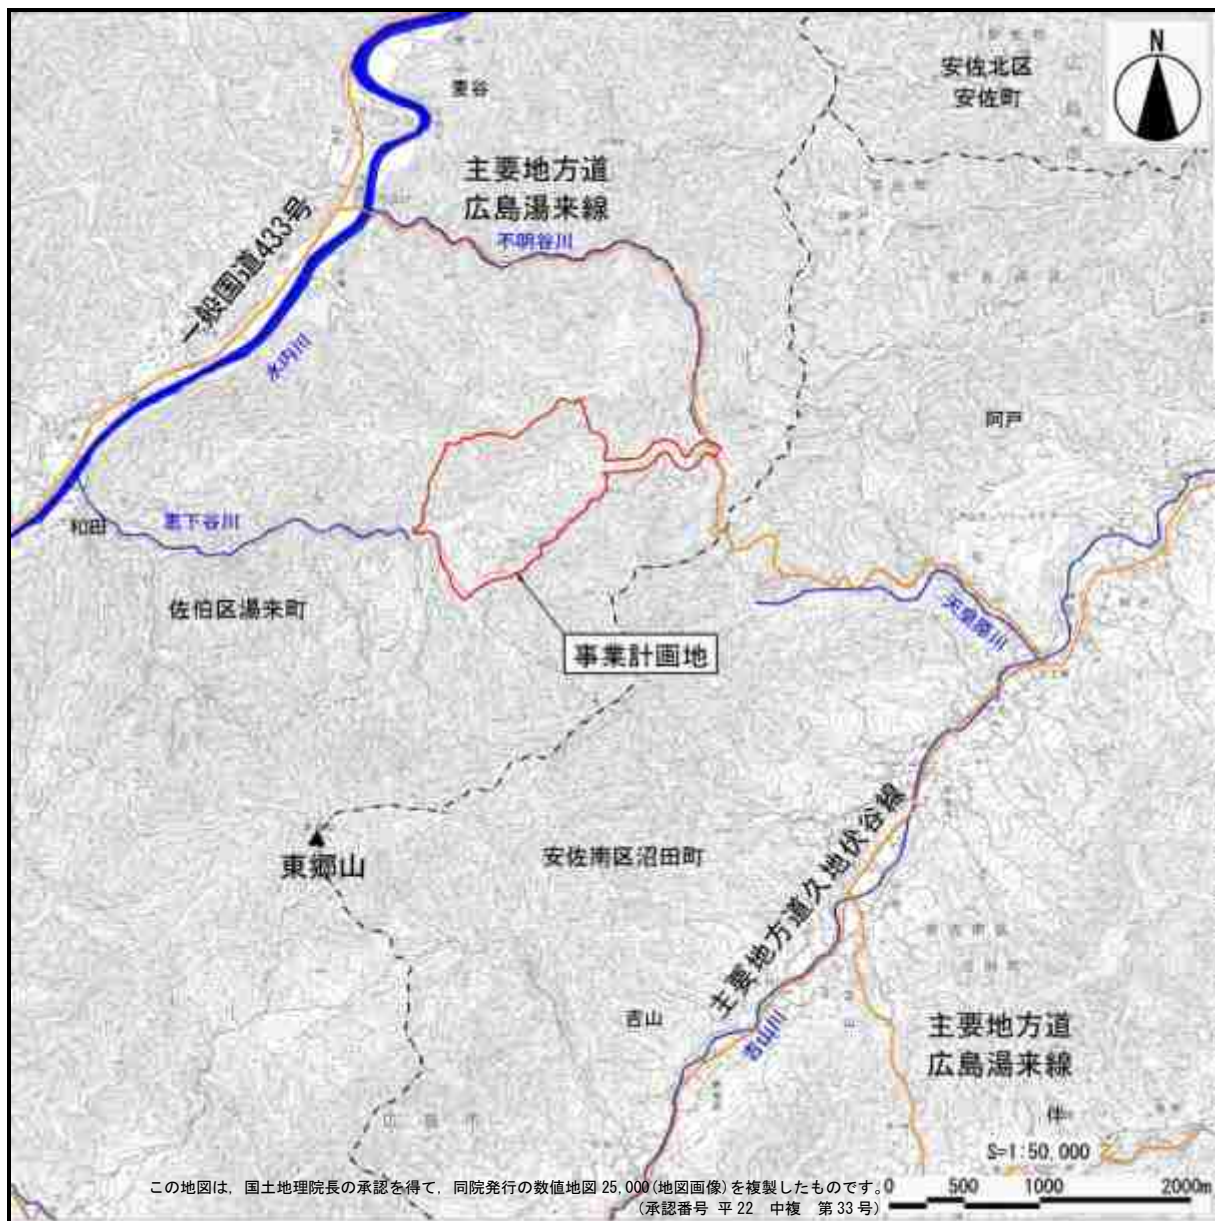 N
安佐北区
安佐町
麦谷
主要地方道
広島湯来線
不明谷川
一般国道433号
水内川
阿戸
和田
恵下谷川
佐伯区湯来町
天皇原川
事業計画地
主要地方道久地伏谷線
東郷山
安佐南区沼田町
吉山
吉山川
主要地方道
広島湯来線
伴
S=1:50,000
この地図は,国土地理院長の承認を得て,同院発行の数値地図25,000(地図画像)を複製したものです。
(承認番号 平22 中複 第33号)
0 500 1000 2000m